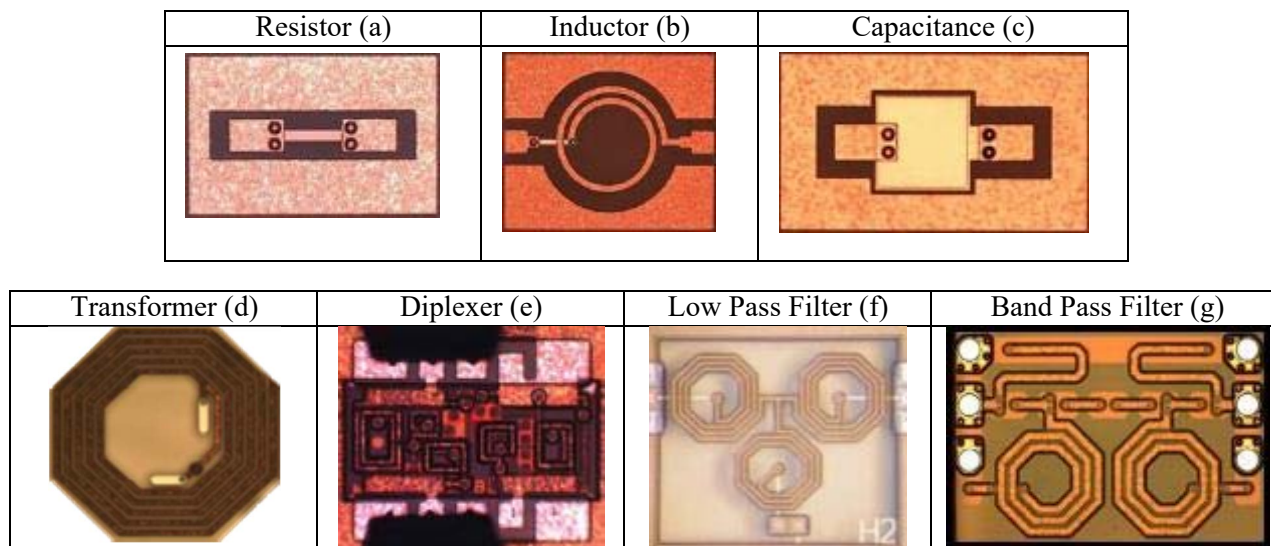 Resistor (a)
Inductor (b)
Capacitance (c)
Transformer (d)
Diplexer (e)
Low Pass Filter (f)
Band Pass Filter (g)
H2